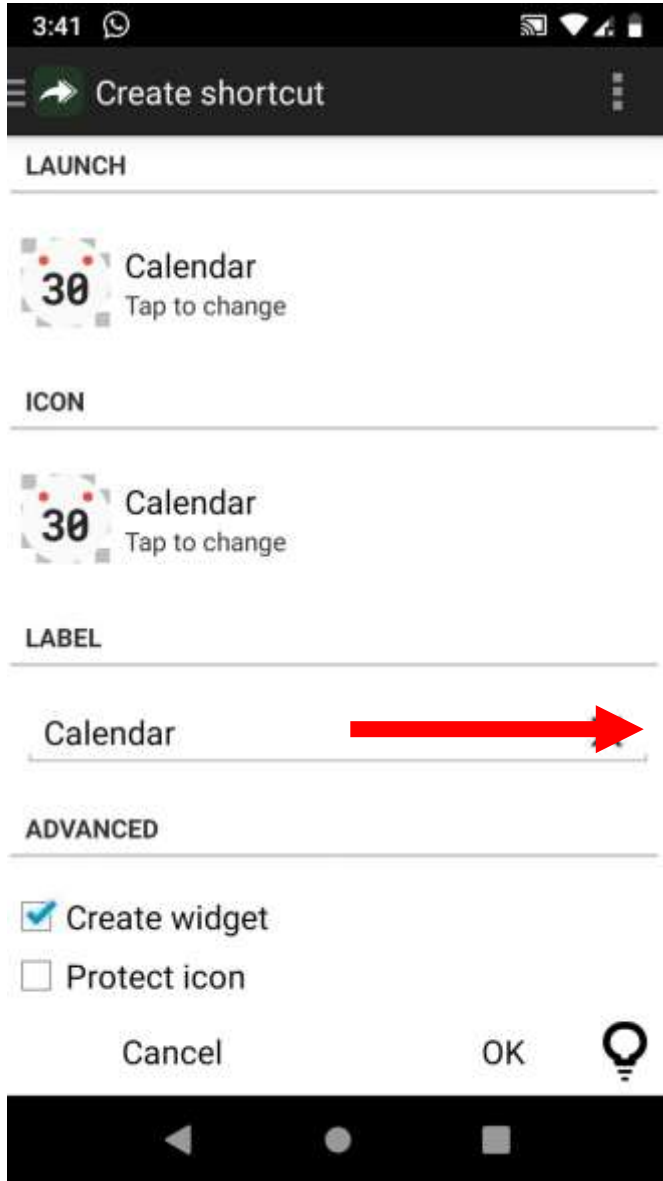 3:41
Create shortcut
LAUNCH
30
Calendar
Tap to change
ICON
30
Calendar
Tap to change
LABEL
Calendar
ADVANCED
Create widget
Protect icon
Cancel OK